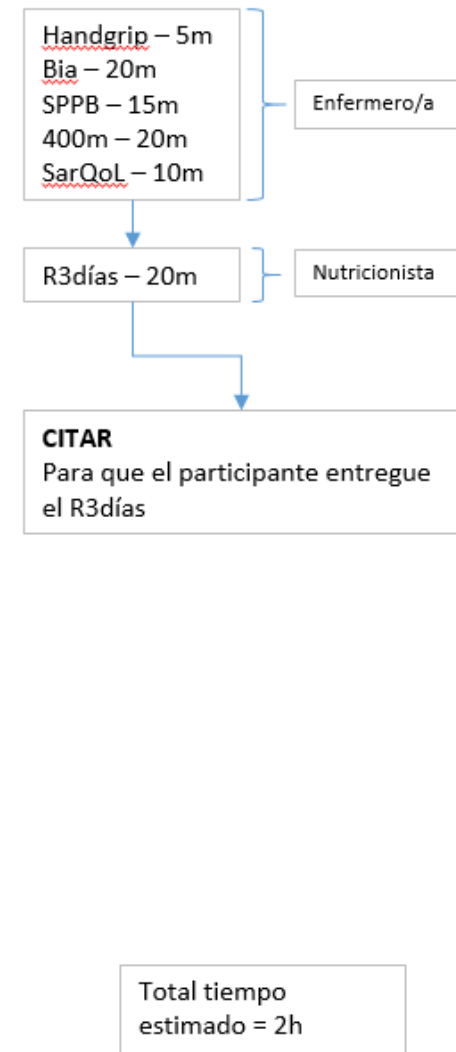 Handgrip – 5m
Bia – 20m
SPPB – 15m
400m – 20m
SarQoL – 10m
Enfermero/a
R3días – 20m
Nutricionista
CITAR
Para que el participante entregue
el R3días
Total tiempo
estimado = 2h